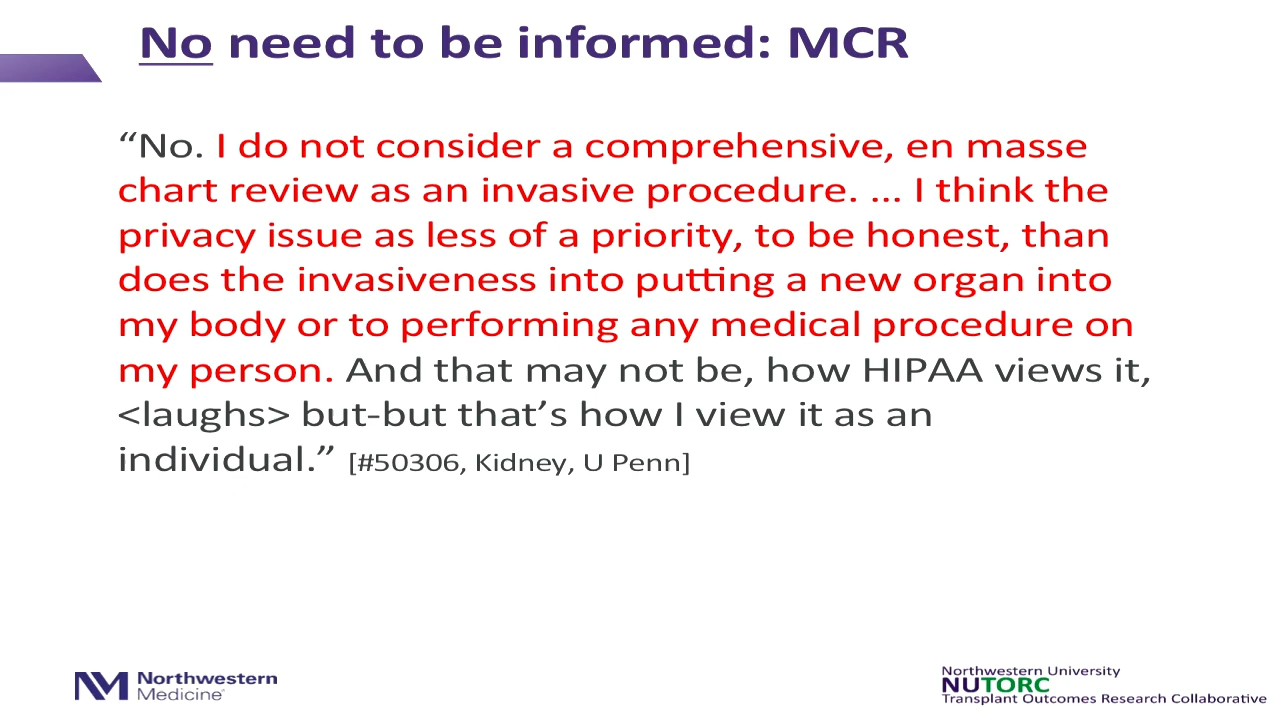 No need to be informed: MCR
“No. I do not consider a comprehensive, en masse
chart review as an invasive procedure. ... I think the
privacy issue as less of a priority, to be honest, than
does the invasiveness into putting a new organ into
my body or to performing any medical procedure on
my person. And that may not be, how HIPAA views it,
<laughs> but-but that’s how I view it as an
individual.” [#50306, Kidney, U Penn]
NM Northwestern
Medicine®
Northwestern University
NUTORC
Transplant Outcomes Research Collaborative